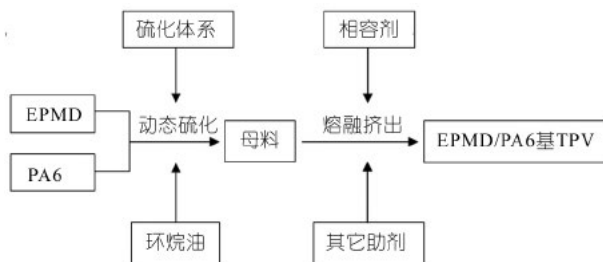 硫化体系
相容剂
EPMD
动态硫化
熔融挤出
母料
EPMD/PA6基TPV
PA6
环烷油
其它助剂